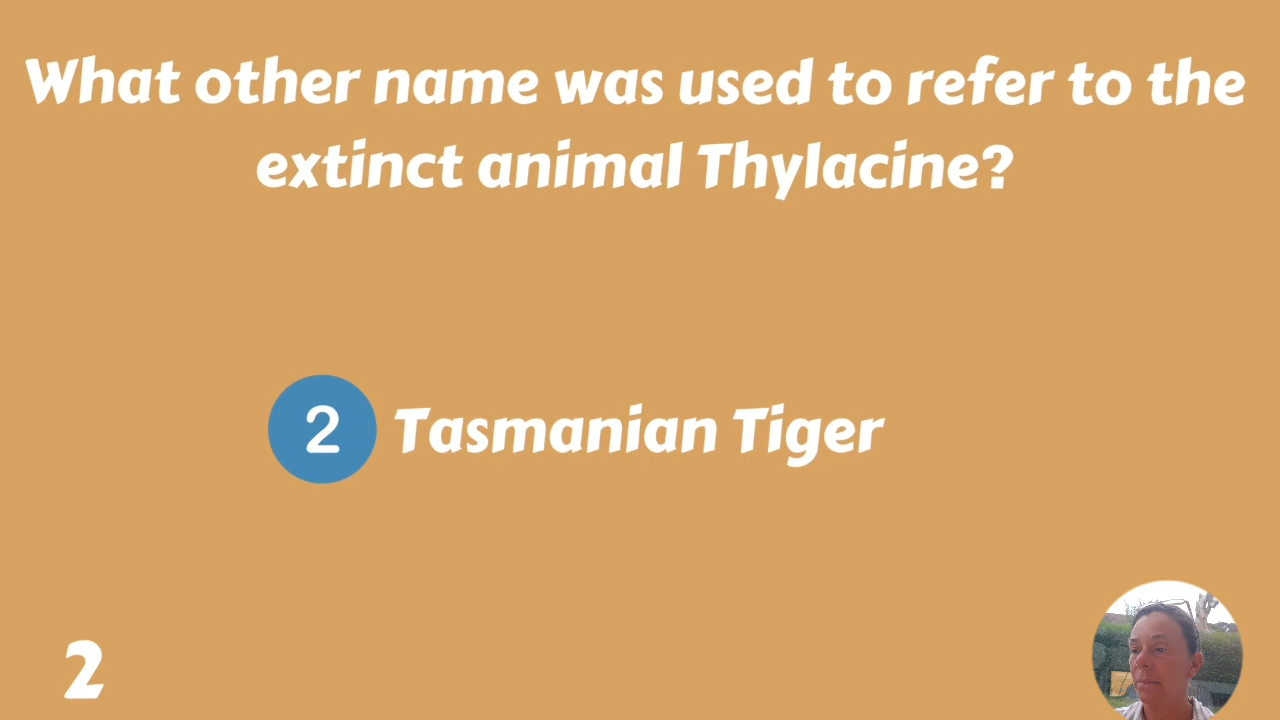 What other name was used to refer to the
extinct animal Thylacine?
2 Tasmanian Tiger
2